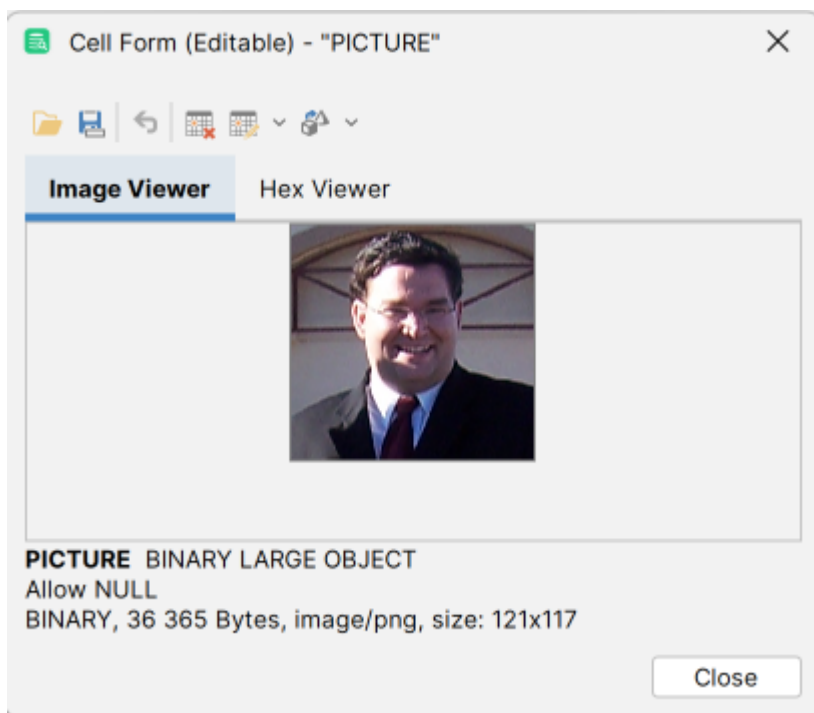 Cell Form (Editable) - "PICTURE"
Image Viewer Hex Viewer
PICTURE BINARY LARGE OBJECT
Allow NULL
BINARY, 36 365 Bytes, image/png, size: 121x117
Close